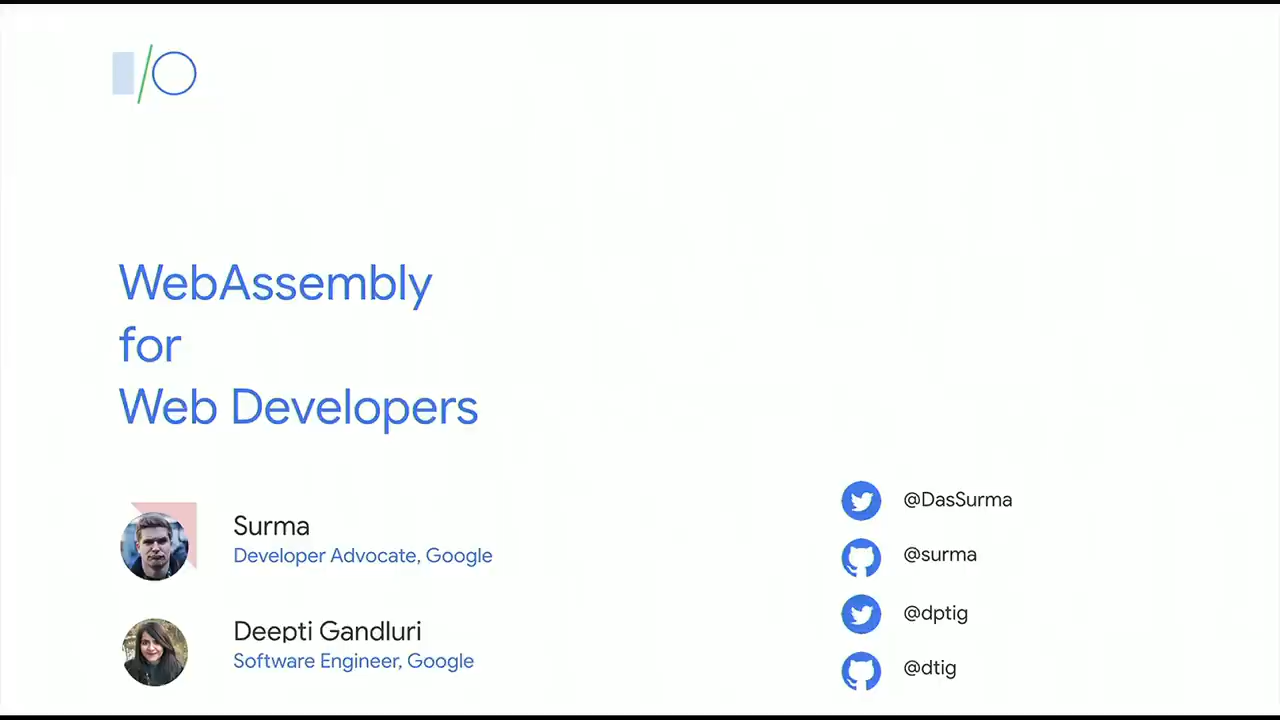 I/O
WebAssembly
for
Web Developers
Surma
Developer Advocate, Google
Deepti Gandluri
Software Engineer, Google
@DasSurma
@surma
@dptig
@dtig